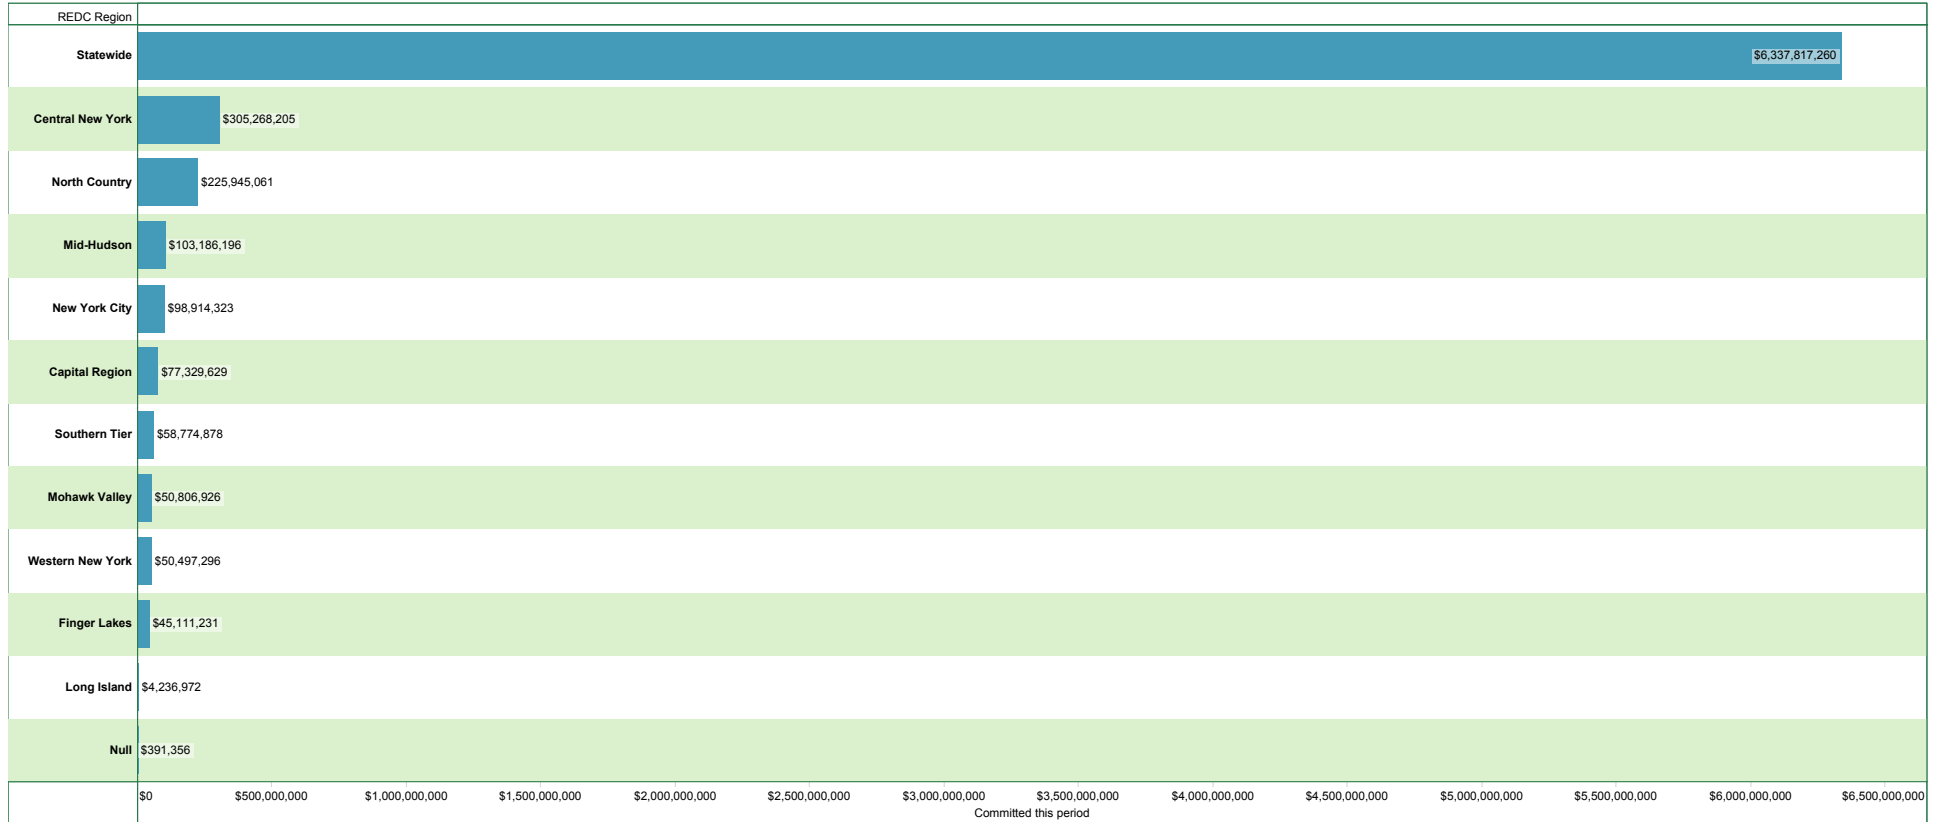 REDC Region
Statewide $6,337,817,260
Central New York $305,268,205
North Country $225,945,061
Mid-Hudson $103,186,196
New York City $98,914,323
Capital Region $77,329,629
Southern Tier $58,774,878
Mohawk Valley $50,806,926
Western New York $50,497,296
Finger Lakes $45,111,231
Long Island $4,236,972
Null $391,356
$0 $500,000,000 $1,000,000,000 $1,500,000,000 $2,000,000,000 $2,500,000,000 $3,000,000,000 $3,500,000,000 $4,000,000,000 $4,500,000,000 $5,000,000,000 $5,500,000,000 $6,000,000,000 $6,500,000,000
Committed this period